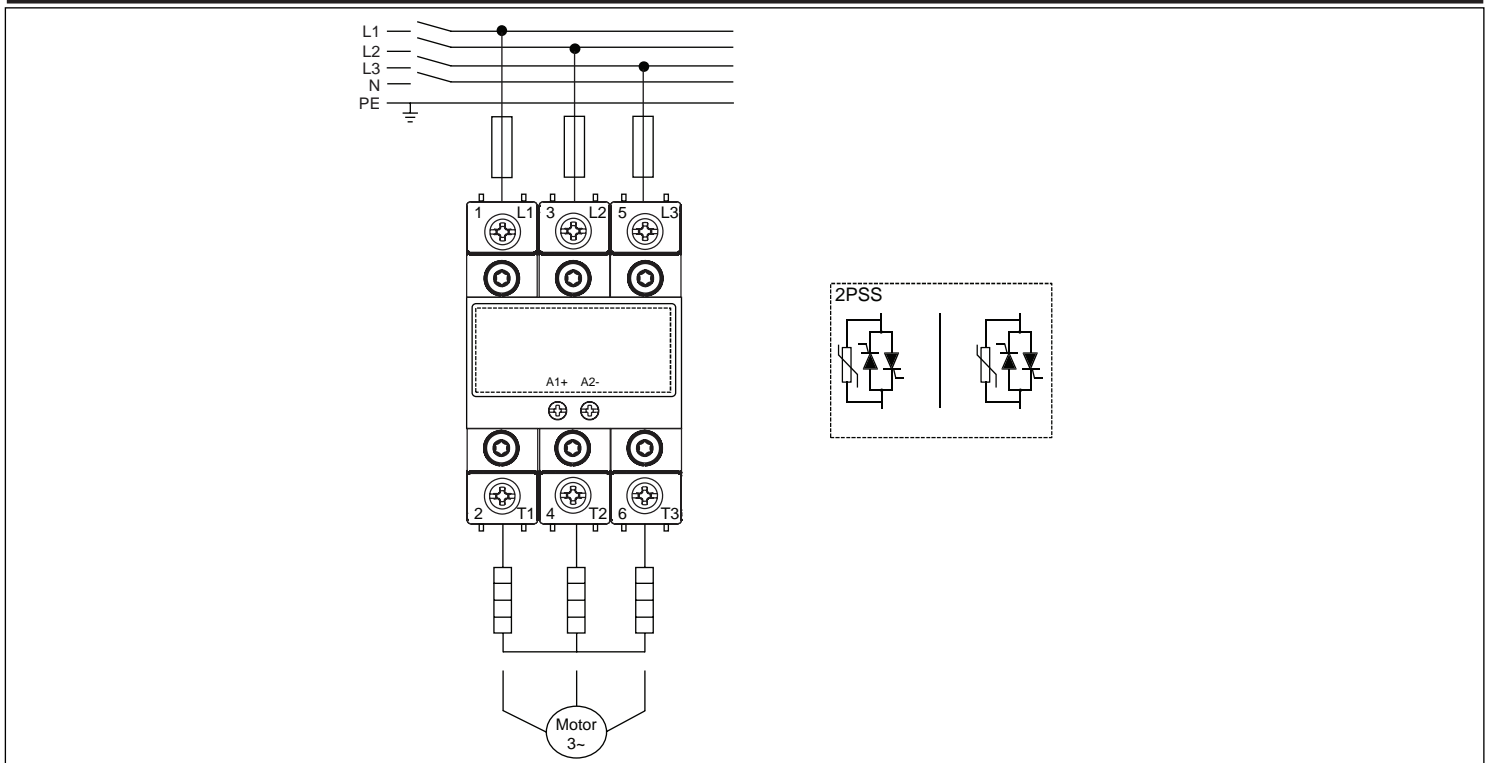 L1
L2
L3
N
PE
1 L1 3 L2 5 L3
2PSS
A1+ A2-
2 T1 4 T2 6 T3
Motor
3~